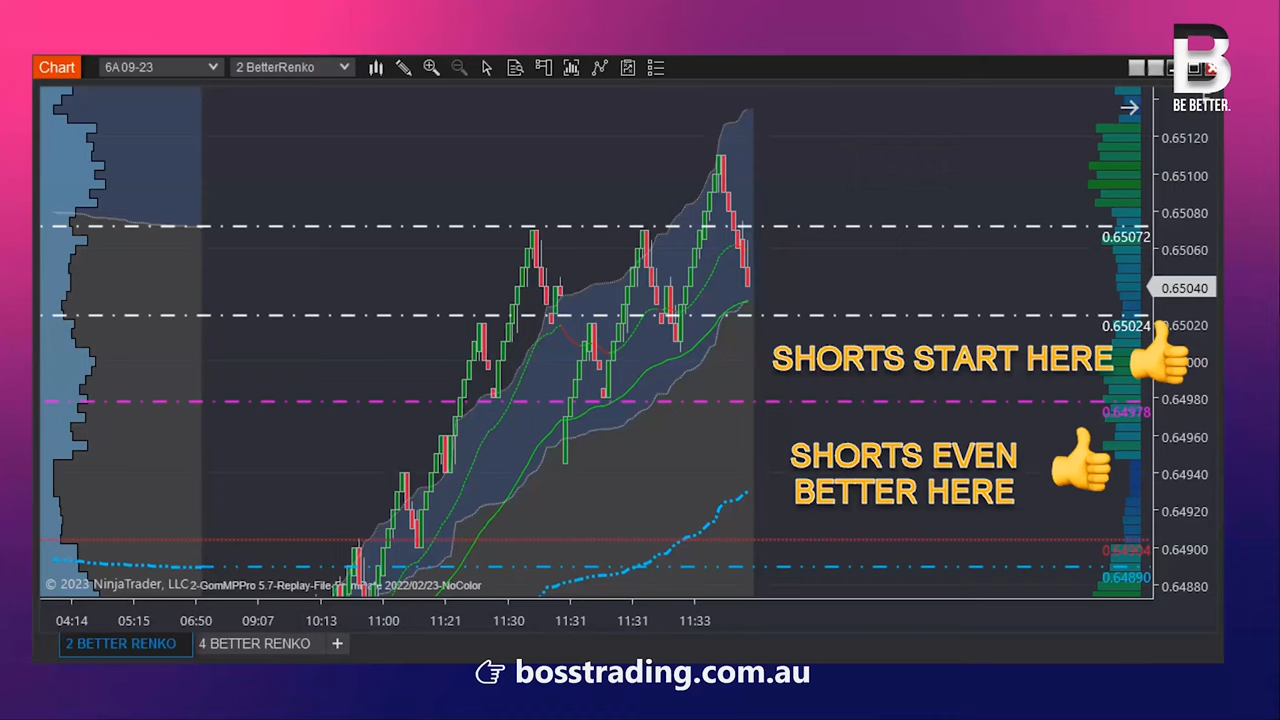 B
BE BETTER.
Chart
6A 09-23
2 BetterRenko
0.65120
0.65100
0.65080
0.65072
0.65060
0.65040
0.65024
0.65020
SHORTS START HERE
0.64980
0.64978
0.64960
SHORTS EVEN
BETTER HERE
0.64940
0.64920
0.64904
0.64900
0.64890
0.64880
© 2023 NinjaTrader, LLC
04:14 05:15 06:50 09:07 10:13 11:00 11:21 11:30 11:31 11:31 11:33
2 BETTER RENKO 4 BETTER RENKO +
bosstrading.com.au